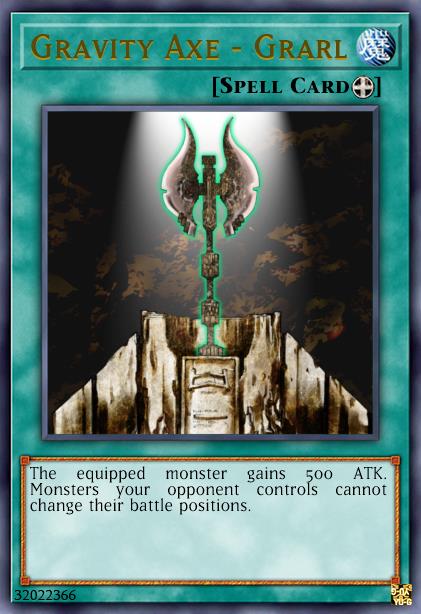 Gravity Axe - Grarl
魔
[Spell Card]
The equipped monster gains 500 ATK.
Monsters your opponent controls cannot
change their battle positions.
32022366